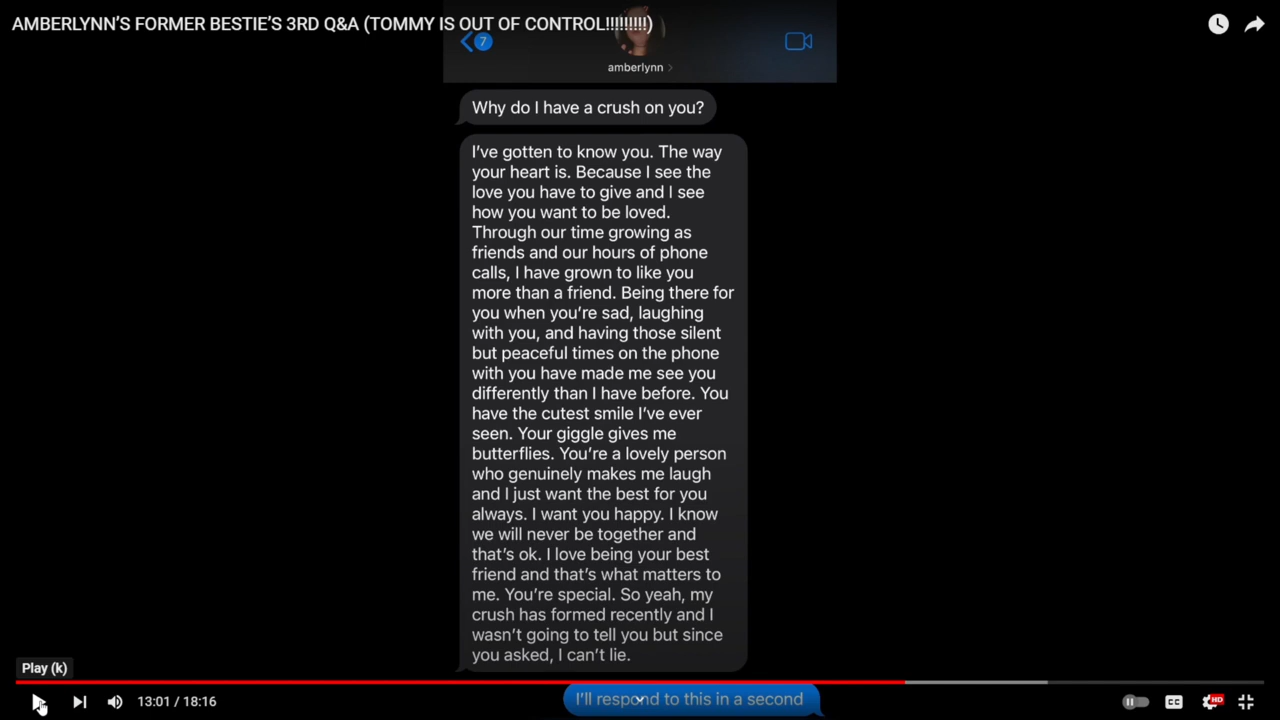 AMBERLYNN’S FORMER BESTIE’S 3RD Q&A (TOMMY IS OUT OF CONTROL!!!!!!!!!)
7
amberlynn
Why do I have a crush on you?
I’ve gotten to know you. The way
your heart is. Because I see the
love you have to give and I see
how you want to be loved.
Through our time growing as
friends and our hours of phone
calls, I have grown to like you
more than a friend. Being there for
you when you’re sad, laughing
with you, and having those silent
but peaceful times on the phone
with you have made me see you
differently than I have before. You
have the cutest smile I’ve ever
seen. Your giggle gives me
butterflies. You’re a lovely person
who genuinely makes me laugh
and I just want the best for you
always. I want you happy. I know
we will never be together and
that’s ok. I love being your best
friend and that’s what matters to
me. You’re special. So yeah, my
crush has formed recently and I
wasn’t going to tell you but since
you asked, I can’t lie.
Play (k)
I’ll respond to this in a second
13:01 / 18:16
CC
HD